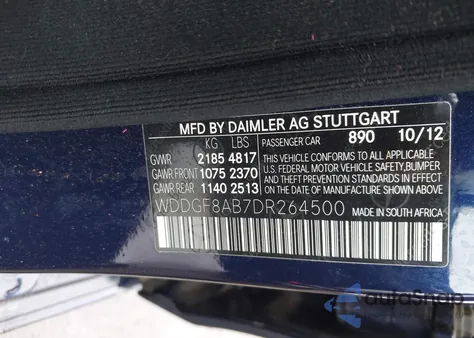 MFD BY DAIMLER AG STUTTGART
KG LBS PASSENGER CAR 890 10/12
GVWR 2185 4817 THIS VEHICLE CONFORMS TO ALL
GAWR FRONT 1075 2370 U.S. FEDERAL MOTOR VEHICLE SAFETY, BUMPER
GAWR REAR 1140 2513 AND THEFT PREVENTION STANDARDS IN EFFECT
ON THE DATE OF MANUFACTURE SHOWN ABOVE.
WDDGF8AB7DR264500 MADE IN SOUTH AFRICA
AutoSnap